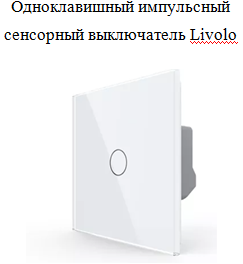 Одноклавишный импульсный
сенсорный выключатель Livolo